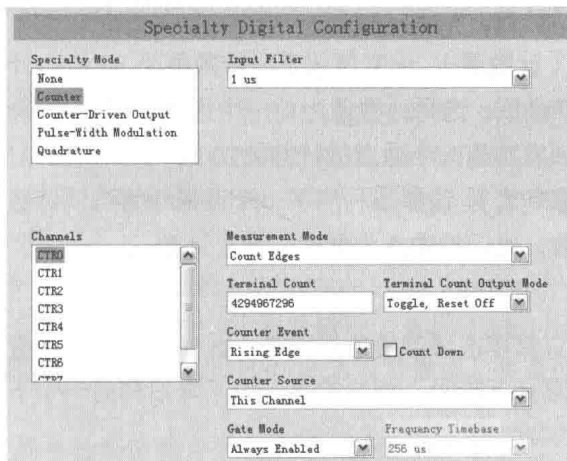 Specialty Digital Configuration
Specialty Mode
None
Counter
Counter-Driven Output
Pulse-Width Modulation
Quadrature
Input Filter
1 us
Channels
CTR0
CTR1
CTR2
CTR3
CTR4
CTR5
CTR6
CTR7
Measurement Mode
Count Edges
Terminal Count
4294967296
Terminal Count Output Mode
Toggle, Reset Off
Counter Event
Rising Edge
Count Down
Counter Source
This Channel
Gate Mode
Always Enabled
Frequency Timebase
256 us